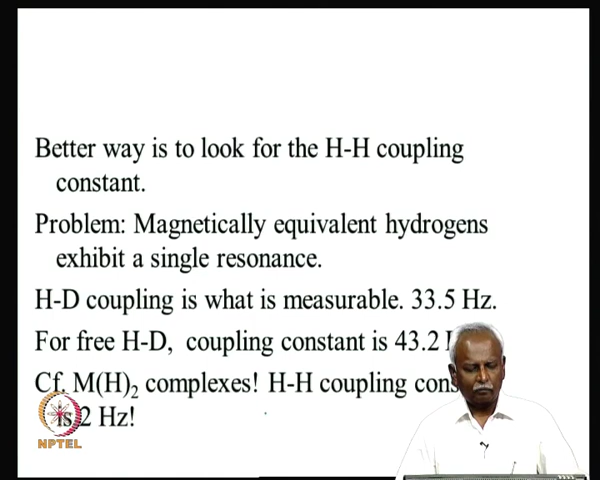 Better way is to look for the H-H coupling
constant.
Problem: Magnetically equivalent hydrogens
exhibit a single resonance.
H-D coupling is what is measurable. 33.5 Hz.
For free H-D, coupling constant is 43.2
Cf. M(H)₂ complexes! H-H coupling
is 2 Hz!
NPTEL